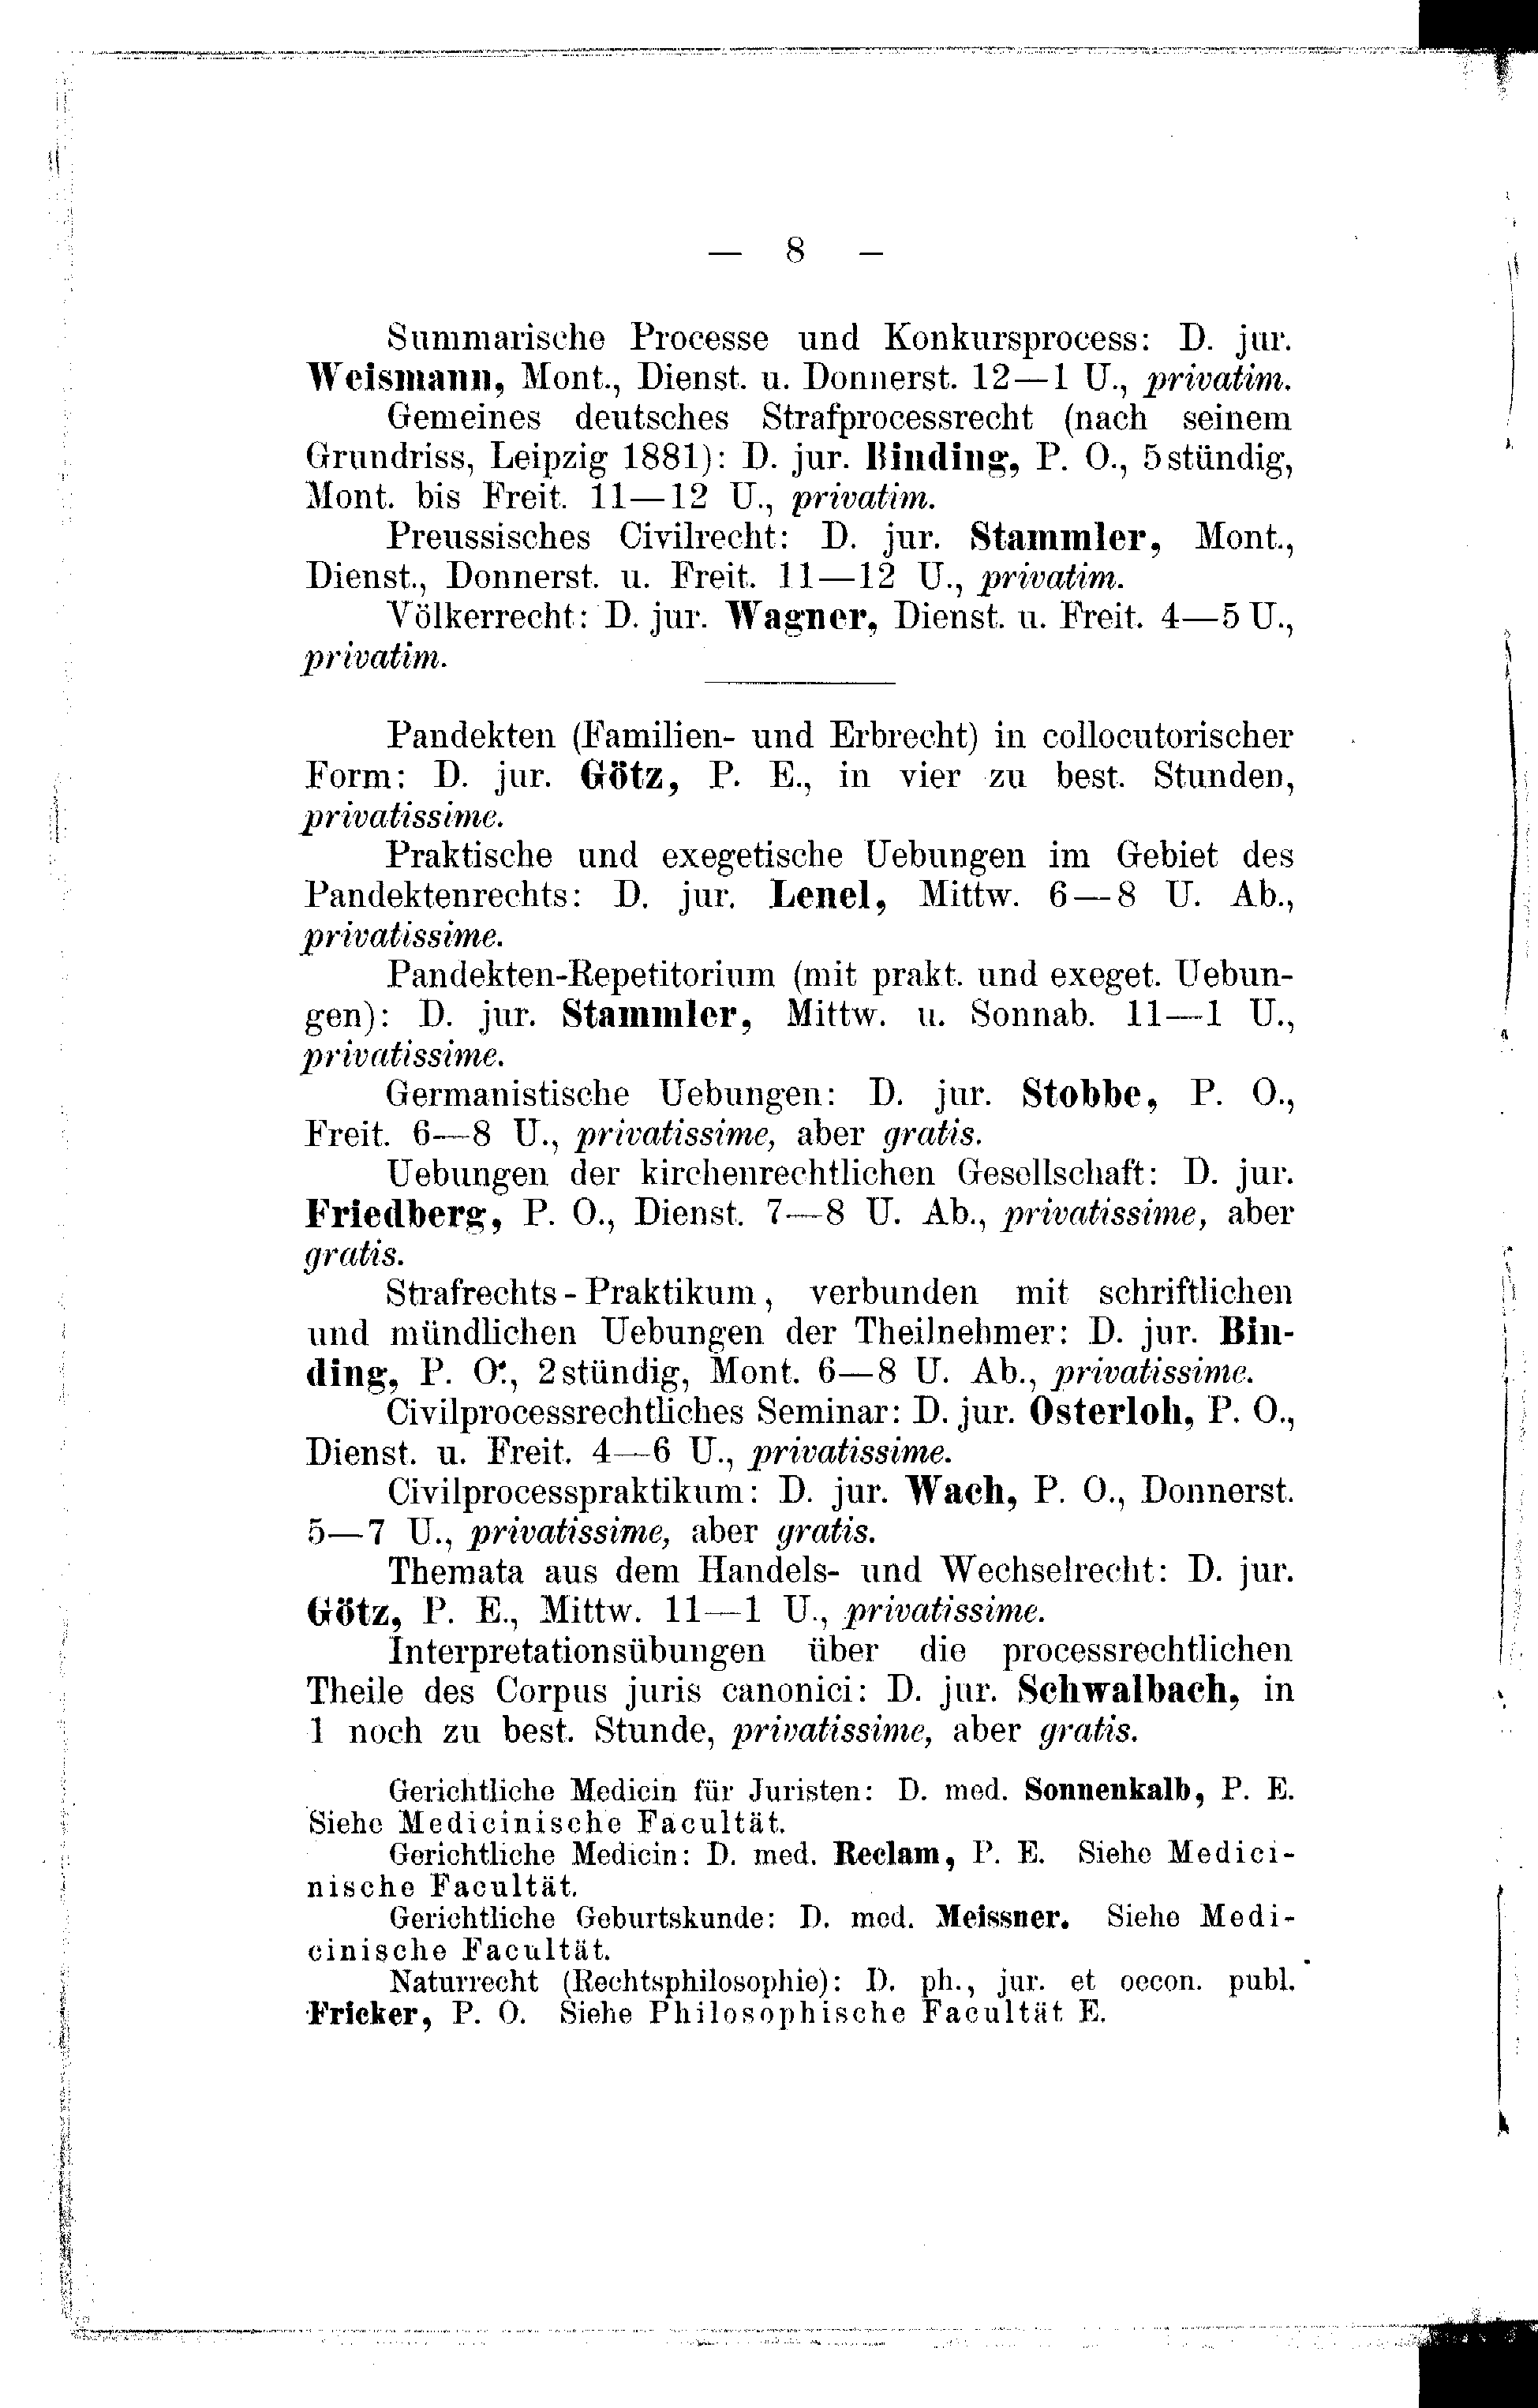 — 8 —
Summarische Processe und Konkursprocess: D. jur.
Weismann, Mont., Dienst. u. Donnerst. 12—1 U., privatim.
Gemeines deutsches Strafprocessrecht (nach seinem
Grundriss, Leipzig 1881): D. jur. Binding, P. O., 5stündig,
Mont. bis Freit. 11—12 U., privatim.
Preussisches Civilrecht: D. jur. Stammler, Mont.,
Dienst., Donnerst. u. Freit. 11—12 U., privatim.
Völkerrecht: D. jur. Wagner, Dienst. u. Freit. 4—5 U.,
privatim.
Pandekten (Familien- und Erbrecht) in collocutorischer
Form: D. jur. Götz, P. E., in vier zu best. Stunden,
privatissime.
Praktische und exegetische Uebungen im Gebiet des
Pandektenrechts: D. jur. Lenel, Mittw. 6—8 U. Ab.,
privatissime.
Pandekten-Repetitorium (mit prakt. und exeget. Uebun-
gen): D. jur. Stammler, Mittw. u. Sonnab. 11—1 U.,
privatissime.
Germanistische Uebungen: D. jur. Stobbe, P. O.,
Freit. 6—8 U., privatissime, aber gratis.
Uebungen der kirchenrechtlichen Gesellschaft: D. jur.
Friedberg, P. O., Dienst. 7—8 U. Ab., privatissime, aber
gratis.
Strafrechts-Praktikum, verbunden mit schriftlichen
und mündlichen Uebungen der Theilnehmer: D. jur. Bin-
ding, P. O., 2stündig, Mont. 6—8 U. Ab., privatissime.
Civilprocessrechtliches Seminar: D. jur. Osterloh, P. O.,
Dienst. u. Freit. 4—6 U., privatissime.
Civilprocesspraktikum: D. jur. Wach, P. O., Donnerst.
5—7 U., privatissime, aber gratis.
Themata aus dem Handels- und Wechselrecht: D. jur.
Götz, P. E., Mittw. 11—1 U., privatissime.
Interpretationsübungen über die processrechtlichen
Theile des Corpus juris canonici: D. jur. Schwalbach, in
1 noch zu best. Stunde, privatissime, aber gratis.
Gerichtliche Medicin für Juristen: D. med. Sonnenkalb, P. E.
Siehe Medicinische Facultät.
Gerichtliche Medicin: D. med. Reclam, P. E. Siehe Medici-
nische Facultät.
Gerichtliche Geburtskunde: D. med. Meissner. Siehe Medi-
cinische Facultät.
Naturrecht (Rechtsphilosophie): D. ph., jur. et oecon. publ.
Fricker, P. O. Siehe Philosophische Facultät E.